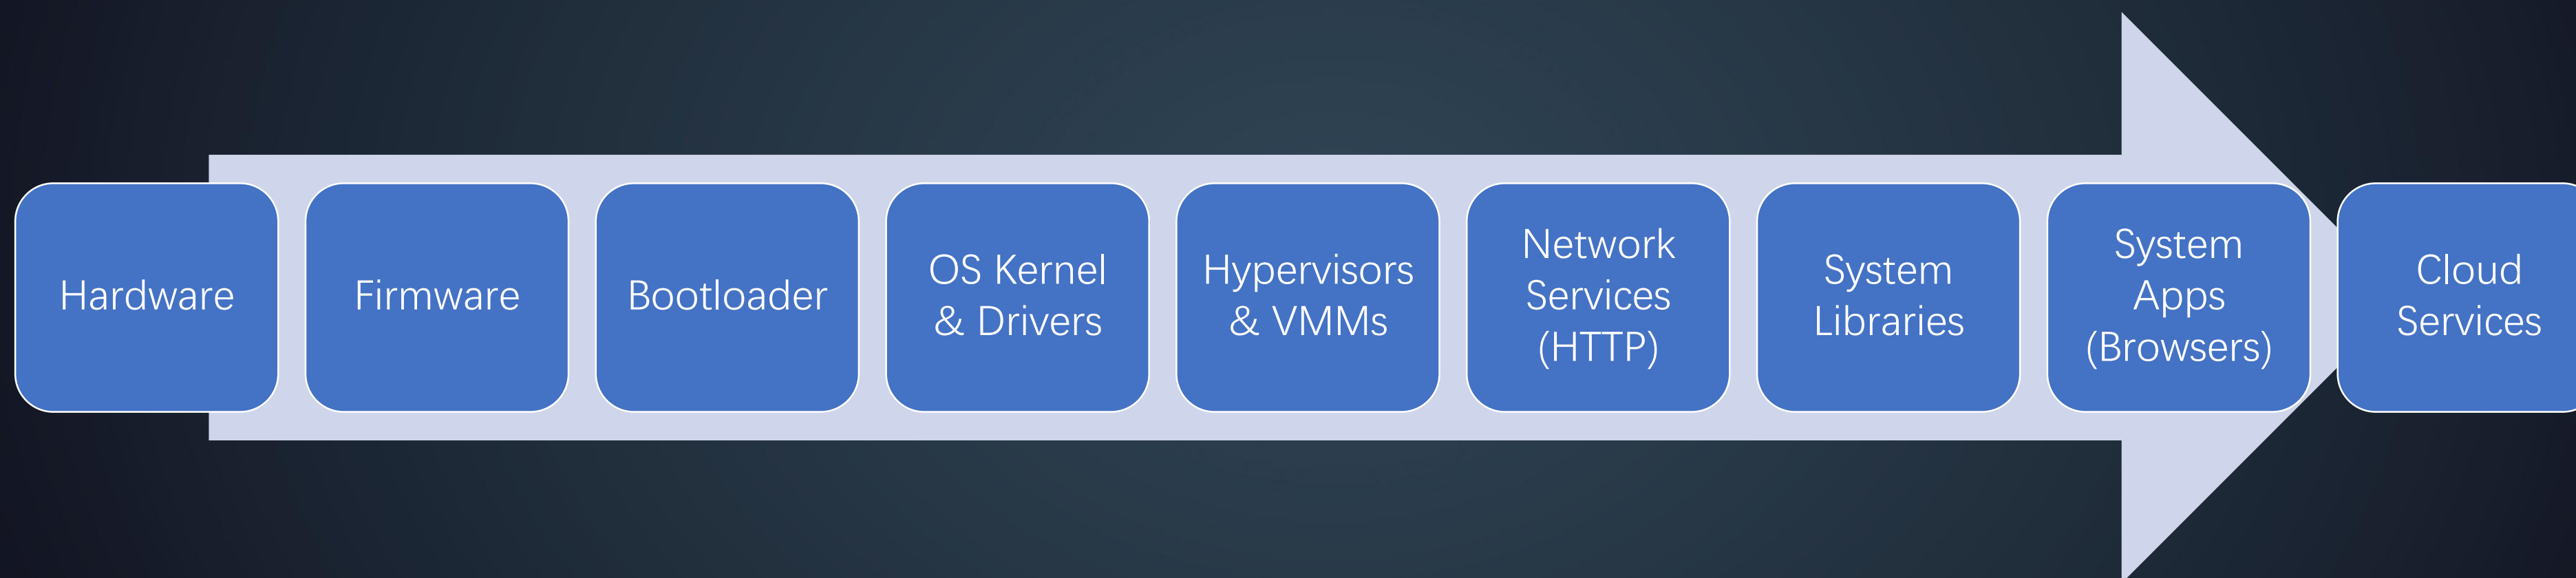 Hardware
Firmware
Bootloader
OS Kernel
& Drivers
Hypervisors
& VMMs
Network
Services
(HTTP)
System
Libraries
System
Apps
(Browsers)
Cloud
Services